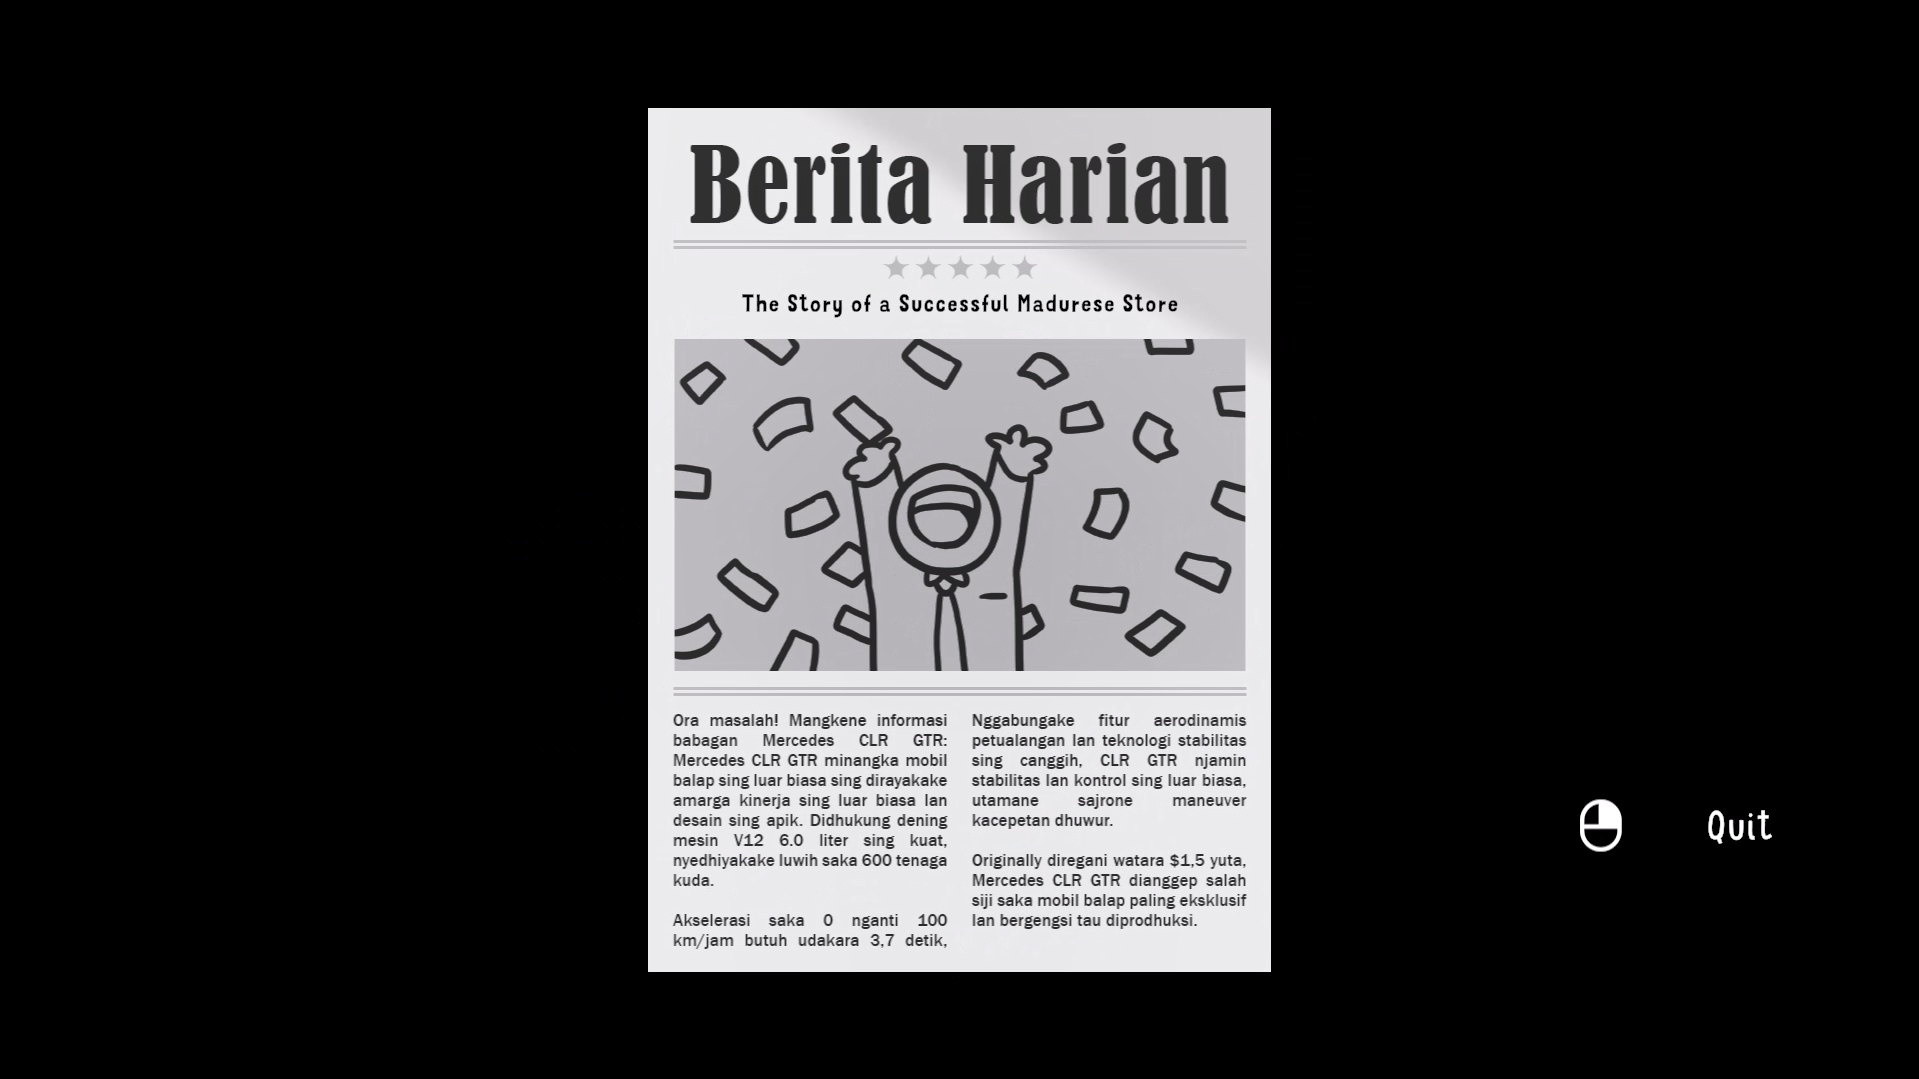 Berita Harian
The Story of a Successful Madurese Store
Ora masalah! Mangkene informasi
babagan Mercedes CLR GTR:
Mercedes CLR GTR minangka mobil
balap sing luar biasa sing dirayakake
amarga kinerja sing luar biasa lan
desain sing apik. Didhukung dening
mesin V12 6.0 liter sing kuat,
nyedhiyakake luwih saka 600 tenaga
kuda.
Akselerasi saka 0 nganti 100
km/jam butuh udakara 3,7 detik,
Nggabungake fitur aerodinamis
petualangan lan teknologi stabilitas
sing canggih, CLR GTR njamin
stabilitas lan kontrol sing luar biasa,
utamane sajrone maneuver
kacepetan dhuwur.
Originally diregani watara $1,5 yuta,
Mercedes CLR GTR dianggep salah
siji saka mobil balap paling eksklusif
lan bergengsi tau diprodhuksi.
Quit